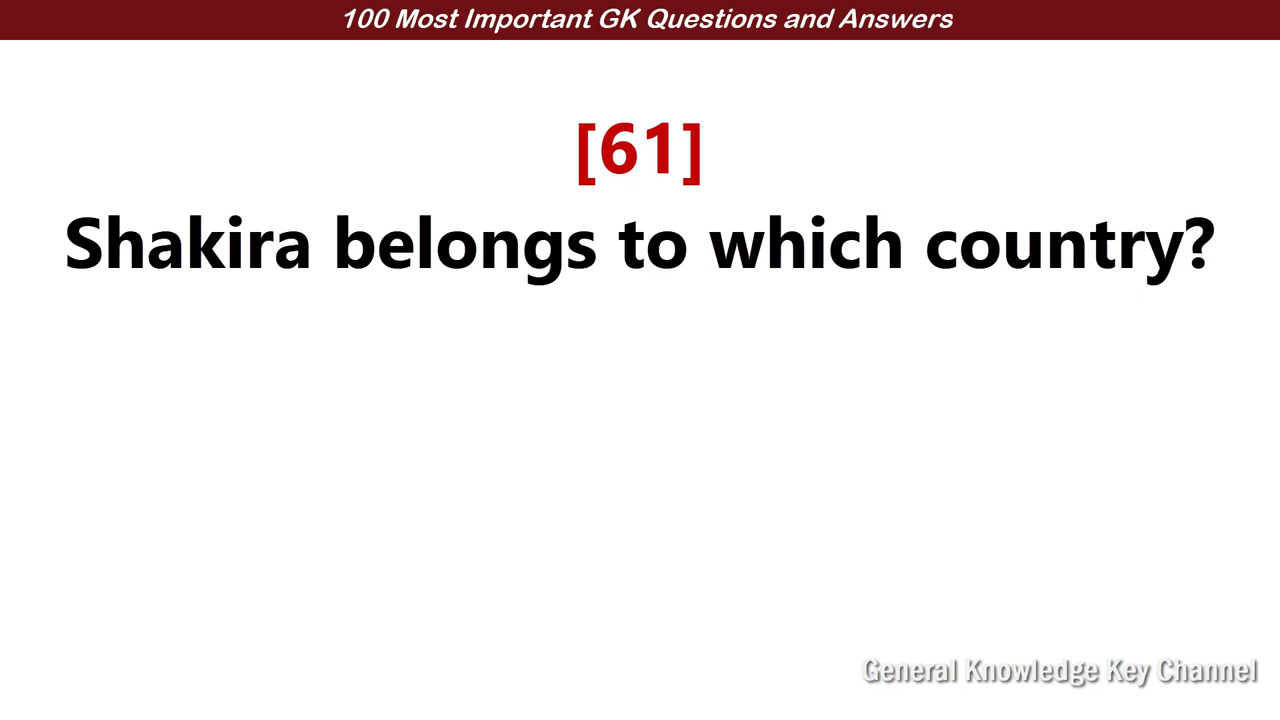 100 Most Important GK Questions and Answers
[61]
Shakira belongs to which country?
General Knowledge Key Channel